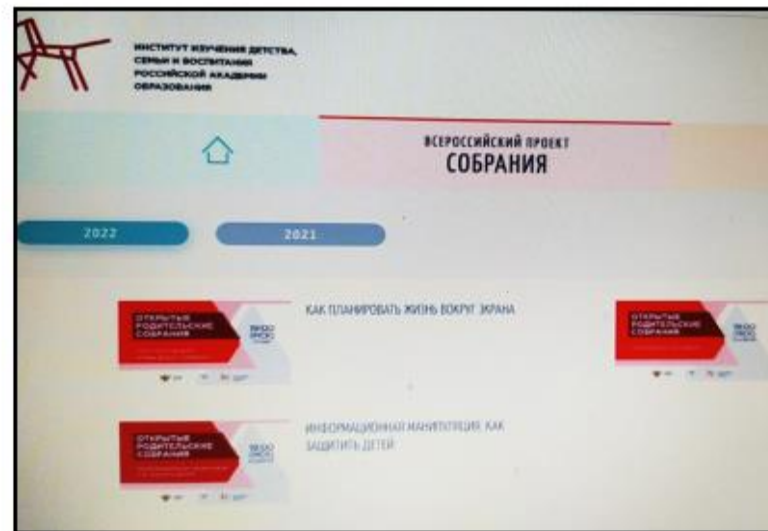 ИНСТИТУТ ИЗУЧЕНИЯ ДЕТСТВА,
СЕМЬИ И ВОСПИТАНИЯ
РОССИЙСКОЙ АКАДЕМИИ
ОБРАЗОВАНИЯ
ВСЕРОССИЙСКИЙ ПРОЕКТ
СОБРАНИЯ
2022
2021
ОТКРЫТЫЕ
РОДИТЕЛЬСКИЕ
СОБРАНИЯ
КАК ПЛАНИРОВАТЬ ЖИЗНЬ ВОКРУГ ЭКРАНА
ОТКРЫТЫЕ
РОДИТЕЛЬСКИЕ
СОБРАНИЯ
ОТКРЫТЫЕ
РОДИТЕЛЬСКИЕ
СОБРАНИЯ
ИНФОРМАЦИОННАЯ МАНИПУЛЯЦИЯ. КАК
ЗАЩИТИТЬ ДЕТЕЙ